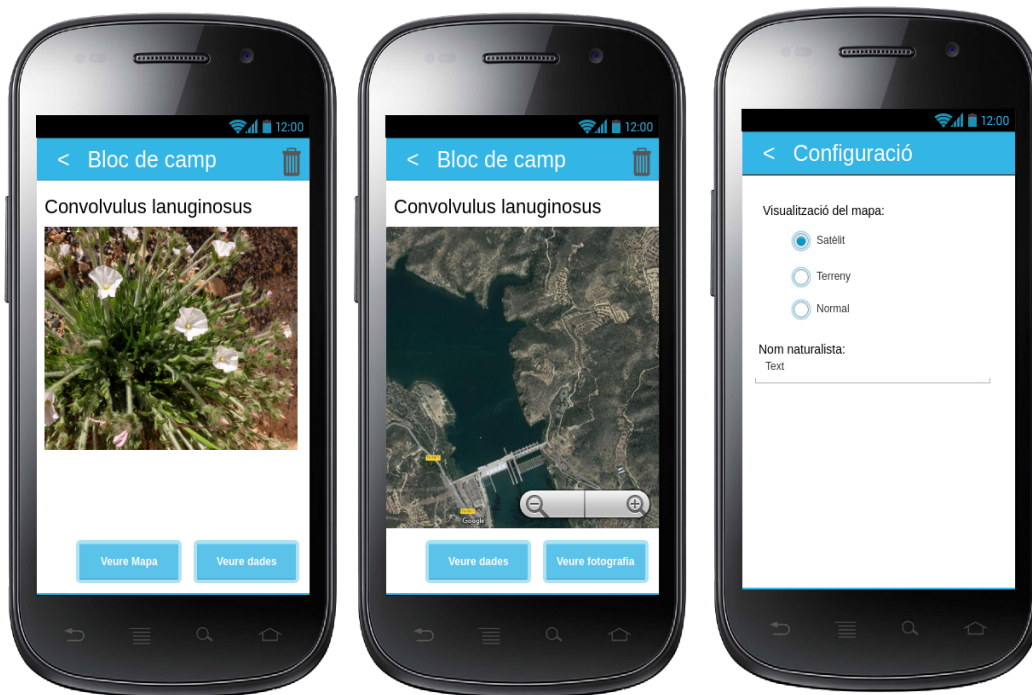 12:00
< Bloc de camp
Convolvulus lanuginosus
Veure Mapa
Veure dades
12:00
< Bloc de camp
Convolvulus lanuginosus
Google
Veure dades
Veure fotografia
12:00
< Configuració
Visualització del mapa:
Satèlit
Terreny
Normal
Nom naturalista:
Text